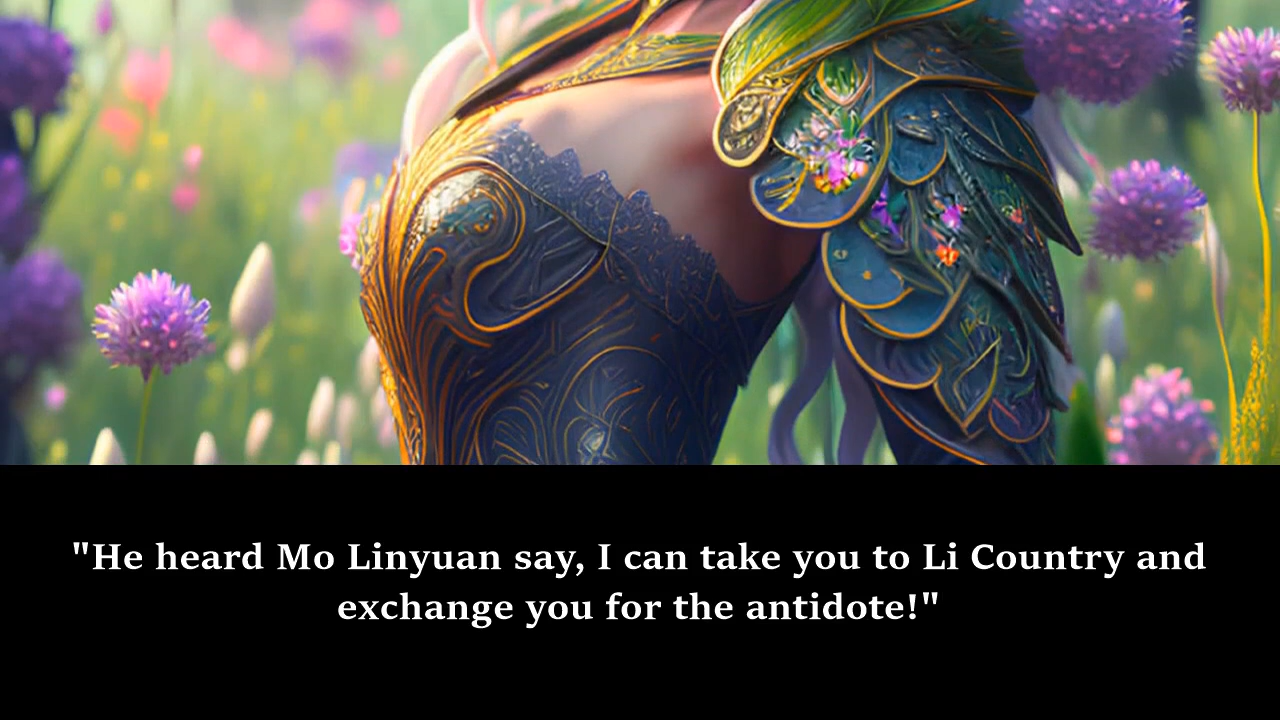 "He heard Mo Linyuan say, I can take you to Li Country and
exchange you for the antidote!"